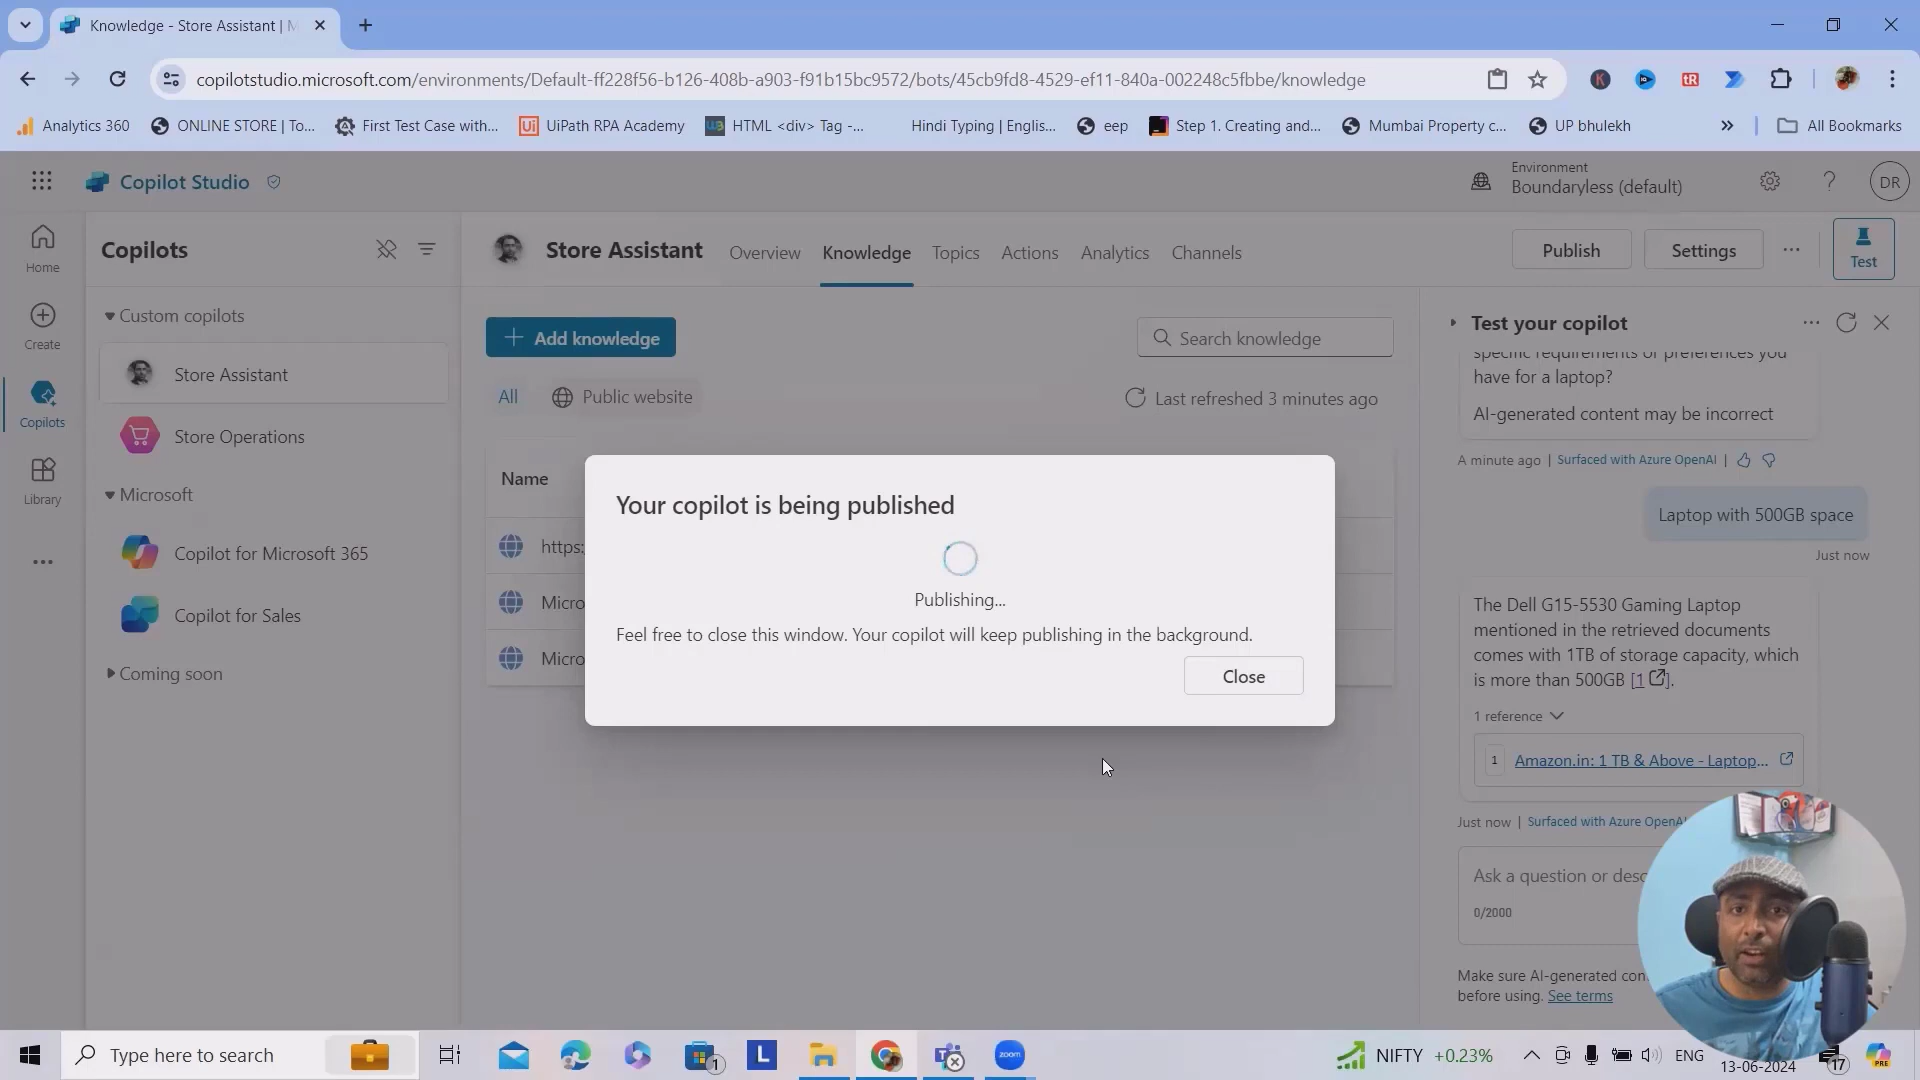 Knowledge - Store Assistant | M
copilotstudio.microsoft.com/environments/Default-ff228f56-b126-408b-a903-f91b15bc9572/bots/45cb9fd8-4529-ef11-840a-002248c5fbbe/knowledge
Analytics 360
ONLINE STORE | To...
First Test Case with...
UiPath RPA Academy
HTML <div> Tag -...
Hindi Typing | Englis...
eep
Step 1. Creating and...
Mumbai Property c...
UP bhulekh
All Bookmarks
Copilot Studio
Environment
Boundaryless (default)
DR
Home
Create
Copilots
Library
Copilots
Custom copilots
Store Assistant
Store Operations
Microsoft
Copilot for Microsoft 365
Copilot for Sales
Coming soon
Store Assistant
Overview
Knowledge
Topics
Actions
Analytics
Channels
Publish
Settings
Test
Add knowledge
Search knowledge
All
Public website
Last refreshed 3 minutes ago
Name
https:
Micro
Micro
Your copilot is being published
Publishing...
Feel free to close this window. Your copilot will keep publishing in the background.
Close
Test your copilot
specific requirements or preferences you
have for a laptop?
AI-generated content may be incorrect
A minute ago | Surfaced with Azure OpenAI |
Laptop with 500GB space
Just now
The Dell G15-5530 Gaming Laptop
mentioned in the retrieved documents
comes with 1TB of storage capacity, which
is more than 500GB [1].
1 reference
1 Amazon.in: 1 TB & Above - Laptop...
Just now | Surfaced with Azure OpenAI
Ask a question or desc
0/2000
Make sure AI-generated con
before using. See terms
Type here to search
1
L
zoom
NIFTY +0.23%
ENG
13-06-2024
17
PRE